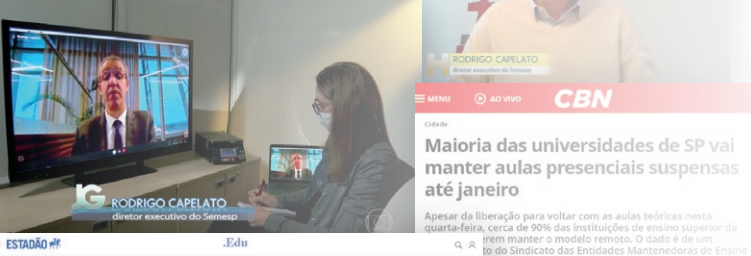 RODRIGO CAPELATO
diretor executivo do Semesp
JG
RODRIGO CAPELATO
diretor executivo do Semesp
MENU
AO VIVO
CBN
Cidade
Maioria das universidades de SP vai
manter aulas presenciais suspensas
até janeiro
Apesar da liberação para voltar com as aulas teóricas nesta
quarta-feira, cerca de 90% das instituições de ensino superior da
manter o modelo remoto. O dado é de um
do Sindicato das Entidades Mantenedoras de Ensino
ESTADÃO
.Edu